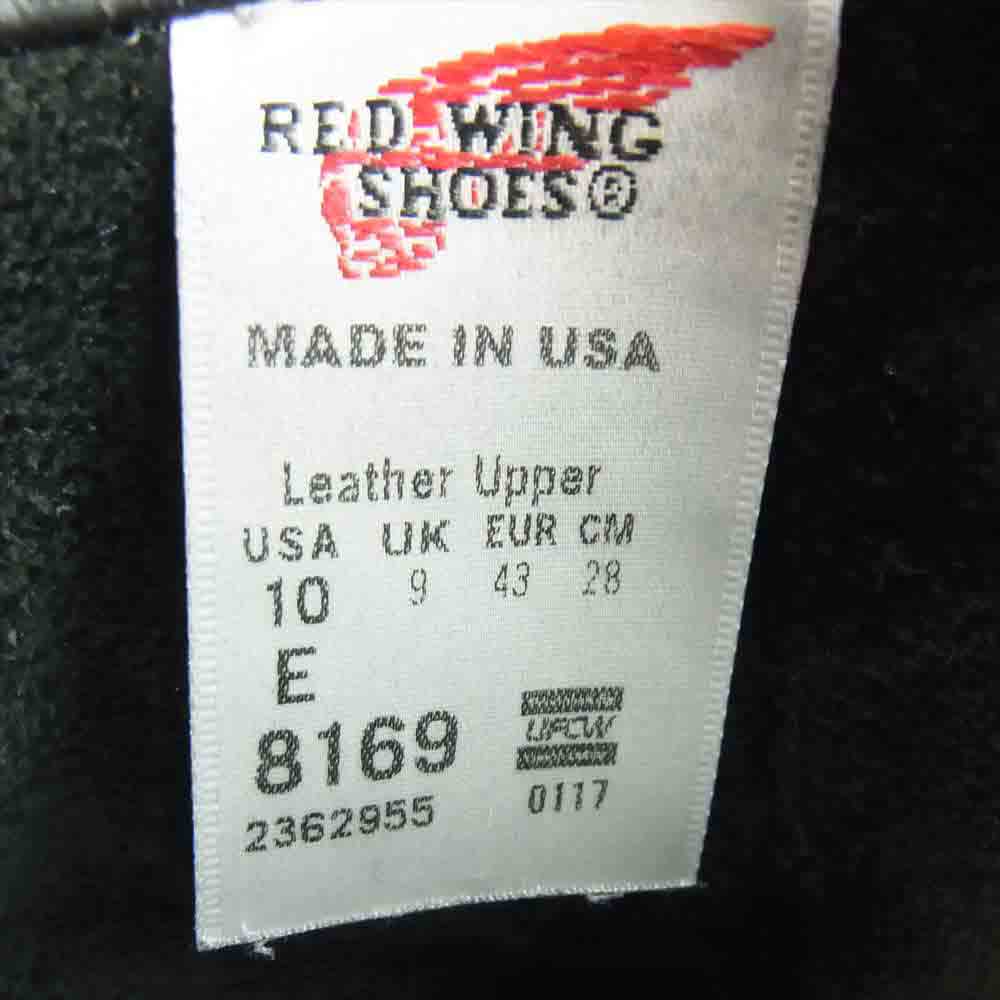 RED WING
SHOES®
MADE IN USA
Leather Upper
USA UK EUR CM
10 9 43 28
E
8169
UFCW
2362955 0117